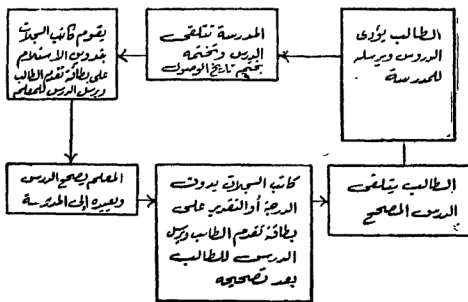 الطالب يؤدى
الدروس ويرسله
للمدرسة
المدرسة تتلقى
الدرس وتختمه
بختم تاريخ الوصول
يقوم كاتب السجلات
بتدوين الاستلام
على بطاقة تقدم الطالب
ويرسل الدرس للمعلم
المعلم يصحح الدرس
ويعيده إلى المدرسة
كاتب السجلات يدون
الدرجة أو التقدير على
بطاقة تقدم الطالب ويرسل
الدرس للطالب
بعد تصحيحه
الطالب يتلقى
الدرس المصحح